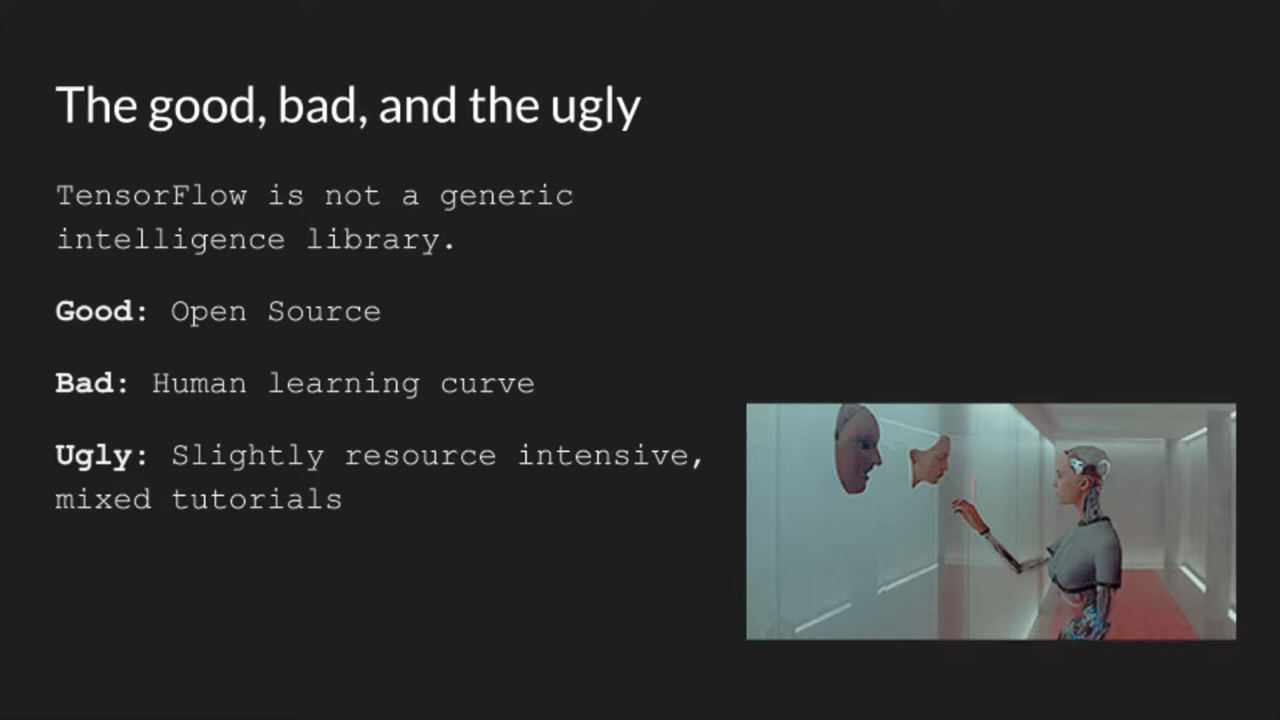 The good, bad, and the ugly
TensorFlow is not a generic
intelligence library.
Good: Open Source
Bad: Human learning curve
Ugly: Slightly resource intensive,
mixed tutorials